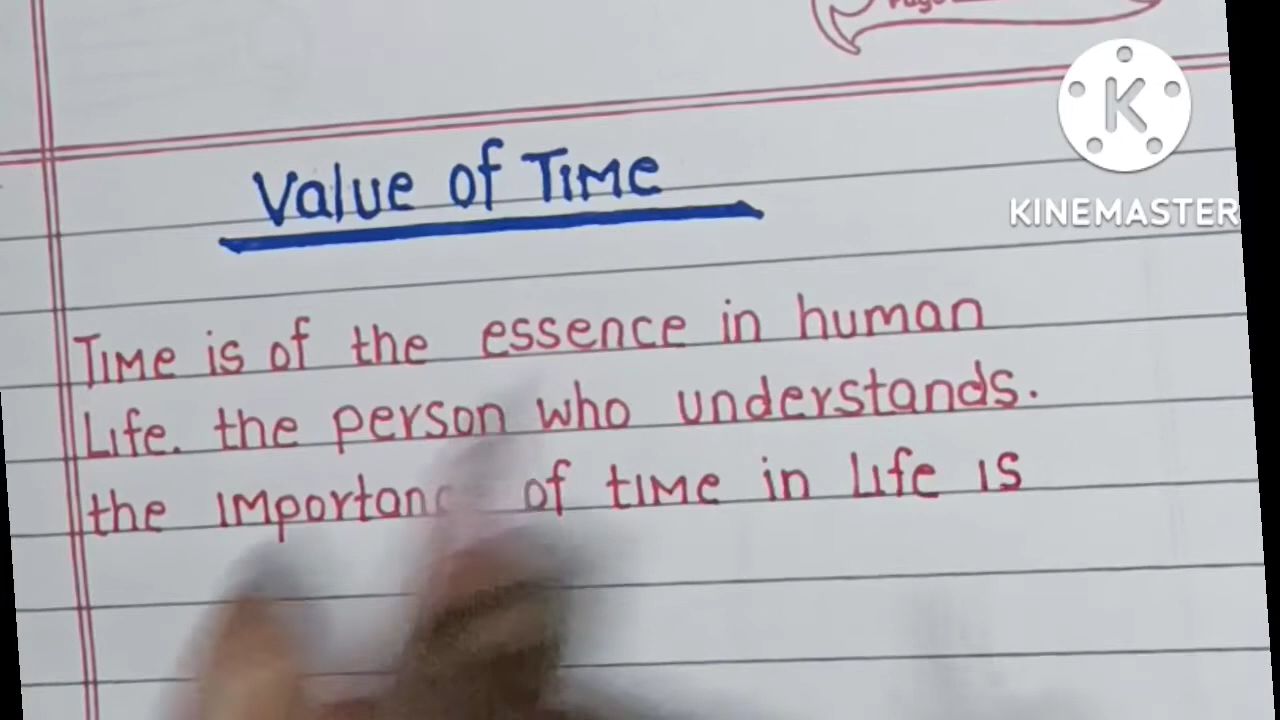 Value of Time
KINEMASTER
Time is of the essence in human
Life. the person who understands.
the of time in Life is